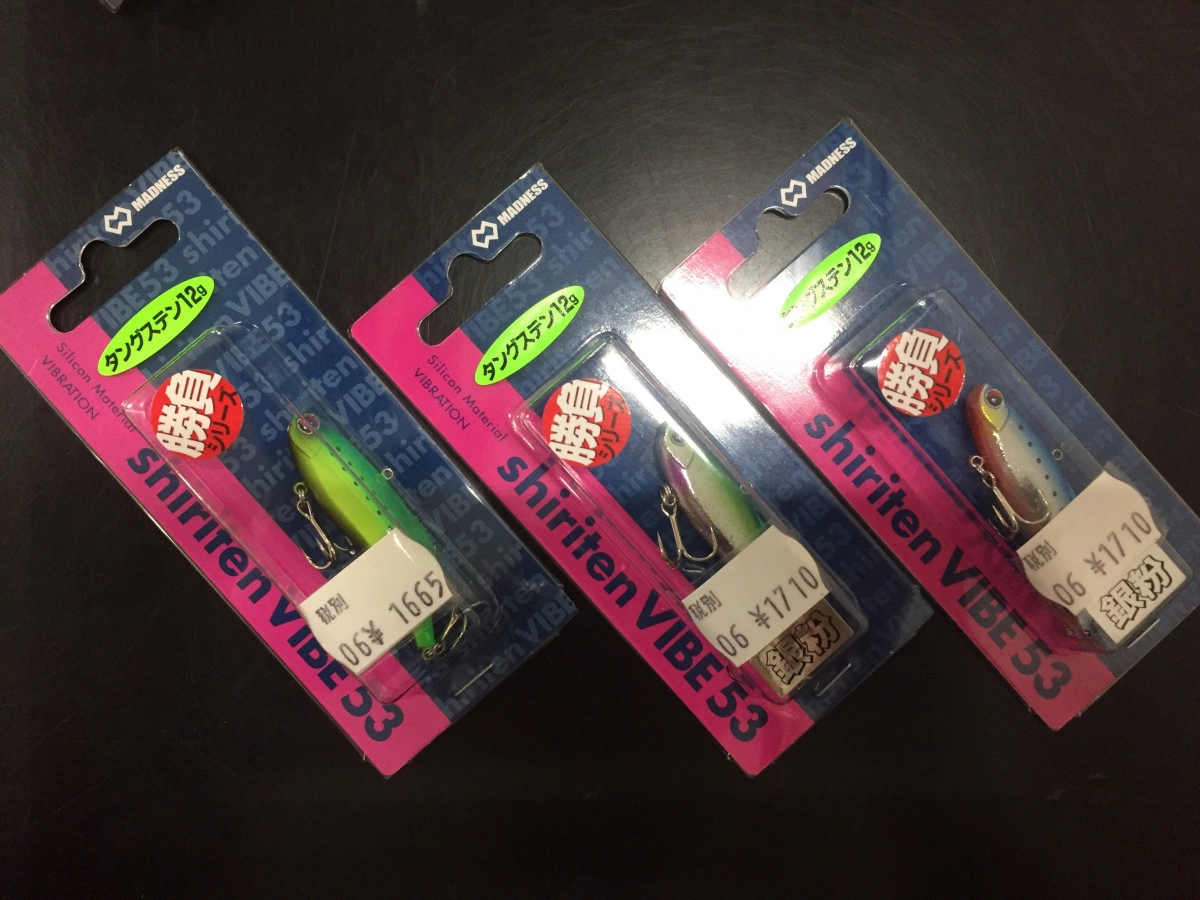 MADNESS
タングステン12g
Silicon Material
VIBRATION
勝負
シリーズ
shiriten VIBE 53
税別
06 ¥ 1665
MADNESS
タングステン12g
Silicon Material
VIBRATION
勝負
シリーズ
shiriten VIBE 53
税別
06 ¥1710
銀粉
MADNESS
タングステン12g
勝負
シリーズ
shiriten VIBE 53
税別
06 ¥1710
銀粉